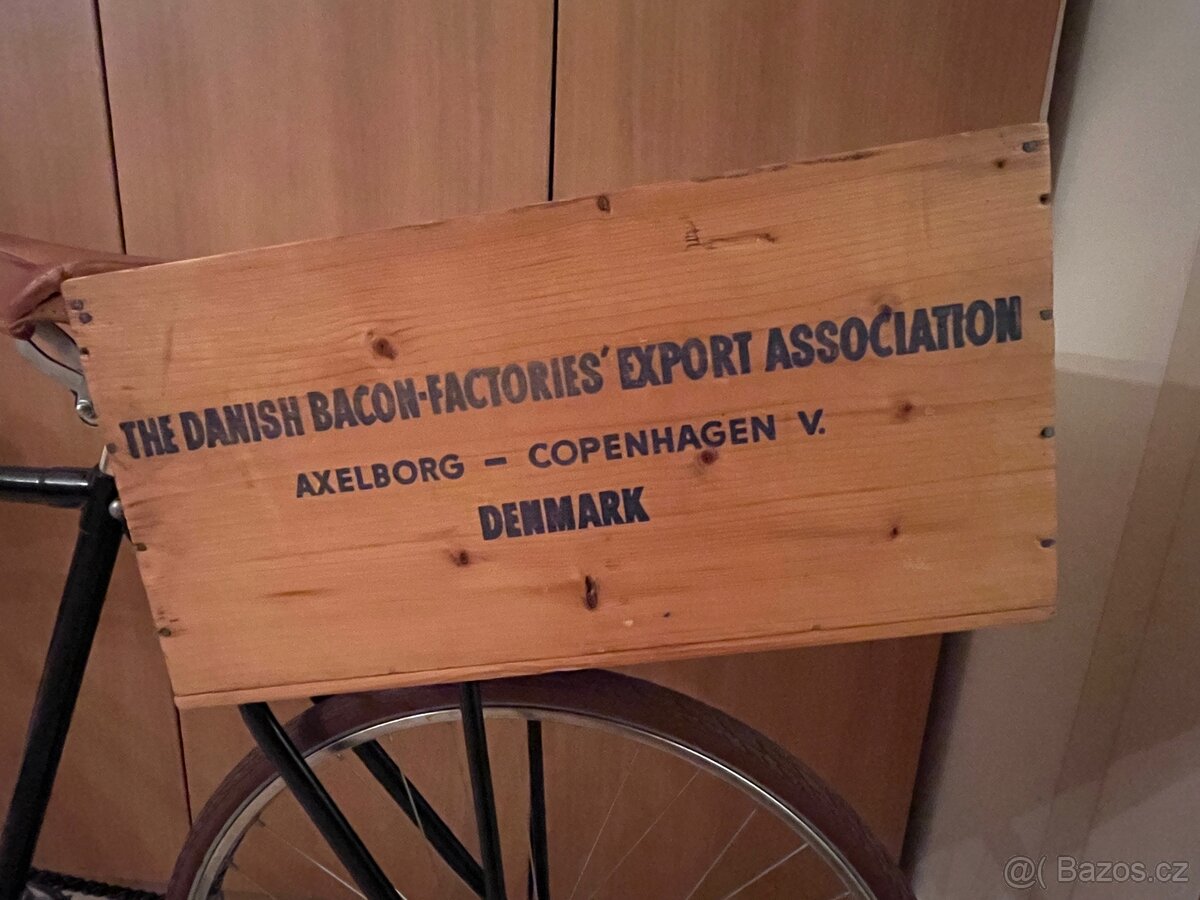 THE DANISH BACON-FACTORIES' EXPORT ASSOCIATION
AXELBORG – COPENHAGEN V.
DENMARK
@( Bazos.cz